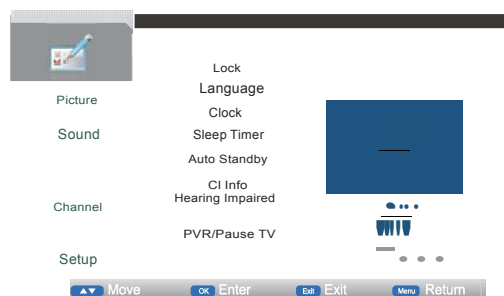 Lock
Language
Picture
Clock
Sound
Sleep Timer
Auto Standby
CI Info
Hearing Impaired
Channel
PVR/Pause TV
Setup
▲▼ Move
OK Enter
Exit Exit
Menu Return